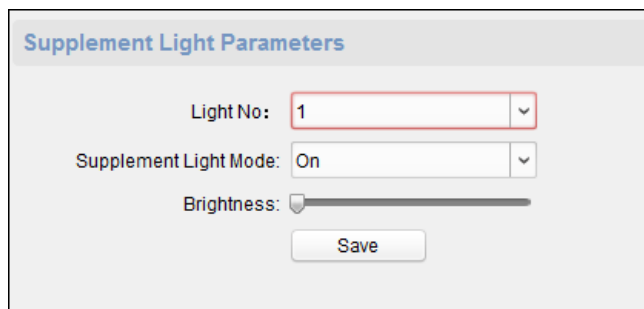 Supplement Light Parameters
Light No： 1
Supplement Light Mode: On
Brightness:
Save